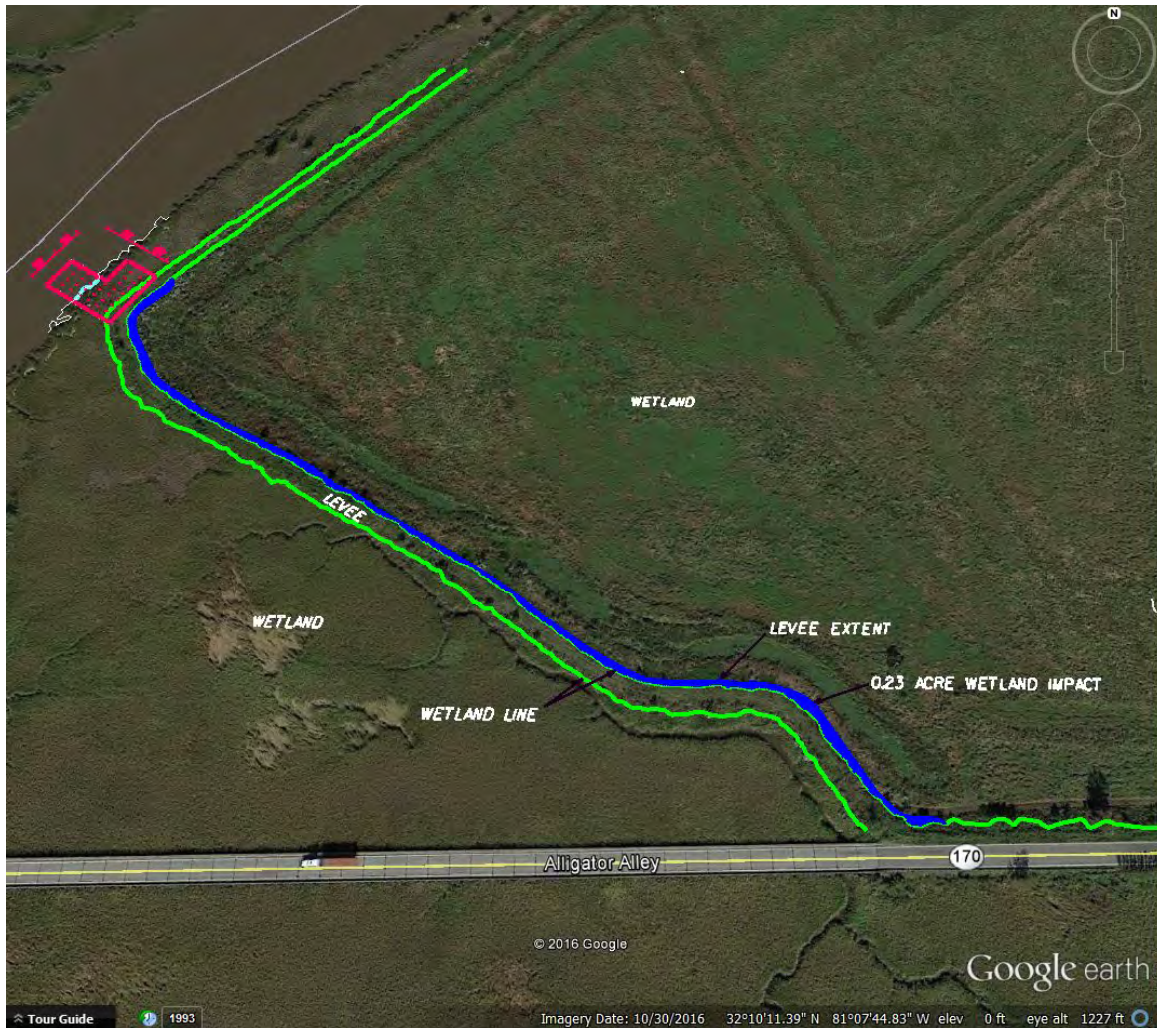 N
WETLAND
LEVEE
WETLAND
LEVEE EXTENT
0.23 ACRE WETLAND IMPACT
WETLAND LINE
Alligator Alley
170
© 2016 Google
Google earth
Tour Guide
1993
Imagery Date: 10/30/2016 32°10'11.39" N 81°07'44.83" W elev 0 ft eye alt 1227 ft